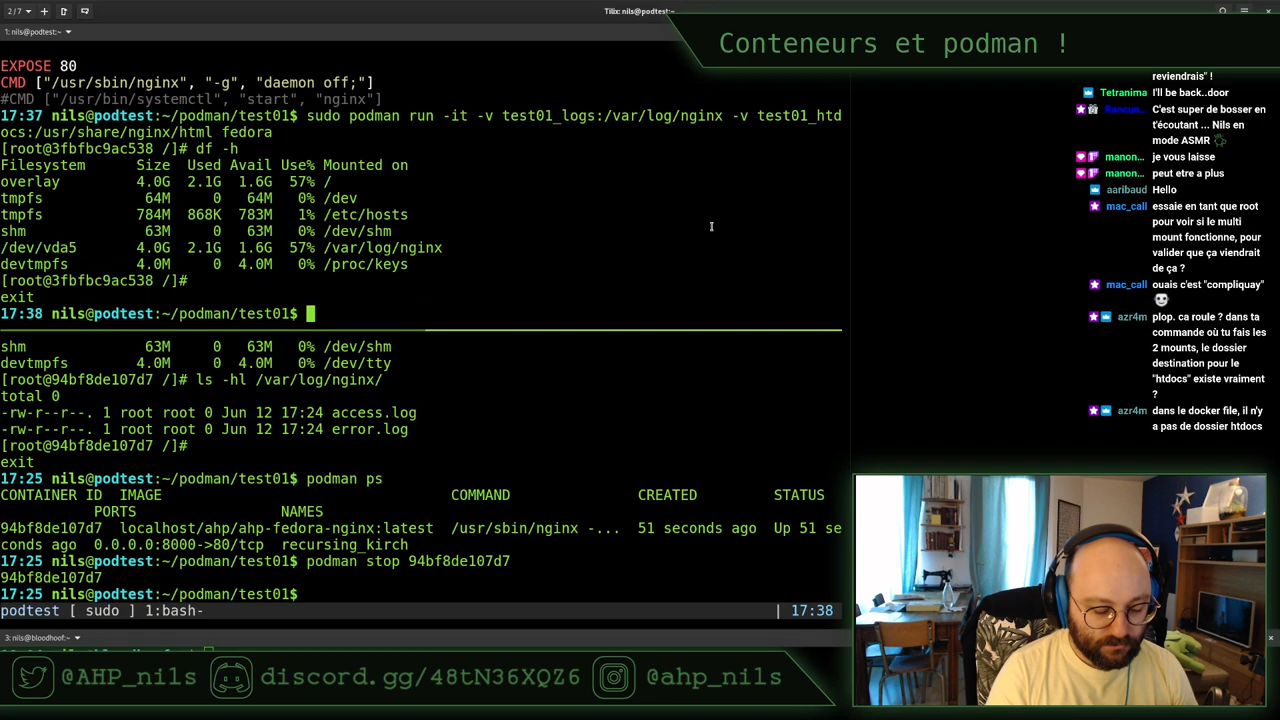 2/7
Tilix: nils@podtest:~
1: nils@podtest:~
Conteneurs et podman !
EXPOSE 80
CMD ["/usr/sbin/nginx", "-g", "daemon off;"]
#CMD ["/usr/bin/systemctl", "start", "nginx"]
17:37 nils@podtest:~/podman/test01$ sudo podman run -it -v test01_logs:/var/log/nginx -v test01_htd
ocs:/usr/share/nginx/html fedora
[root@3fbfbc9ac538 /]# df -h
Filesystem Size Used Avail Use% Mounted on
overlay 4.0G 2.1G 1.6G 57% /
tmpfs 64M 0 64M 0% /dev
tmpfs 784M 868K 783M 1% /etc/hosts
shm 63M 0 63M 0% /dev/shm
/dev/vda5 4.0G 2.1G 1.6G 57% /var/log/nginx
devtmpfs 4.0M 0 4.0M 0% /proc/keys
[root@3fbfbc9ac538 /]#
exit
17:38 nils@podtest:~/podman/test01$
shm 63M 0 63M 0% /dev/shm
devtmpfs 4.0M 0 4.0M 0% /dev/tty
[root@94bf8de107d7 /]# ls -hl /var/log/nginx/
total 0
-rw-r--r--. 1 root root 0 Jun 12 17:24 access.log
-rw-r--r--. 1 root root 0 Jun 12 17:24 error.log
[root@94bf8de107d7 /]#
exit
17:25 nils@podtest:~/podman/test01$ podman ps
CONTAINER ID IMAGE COMMAND CREATED STATUS
PORTS NAMES
94bf8de107d7 localhost/ahp/ahp-fedora-nginx:latest /usr/sbin/nginx -... 51 seconds ago Up 51 se
conds ago 0.0.0.0:8000->80/tcp recursing_kirch
17:25 nils@podtest:~/podman/test01$ podman stop 94bf8de107d7
94bf8de107d7
17:25 nils@podtest:~/podman/test01$
podtest [ sudo ] 1:bash- | 17:38
3: nils@bloodhoof:~
reviendrais" !
Tetranima I'll be back..door
C'est super de bosser en
t'écoutant ... Nils en
mode ASMR
manon... je vous laisse
manon... peut etre a plus
aaribaud Hello
mac_call essaie en tant que root
pour voir si le multi
mount fonctionne, pour
valider que ça viendrait
de ça ?
mac_call ouais c'est "compliquay"
azr4m plop. ca roule ? dans ta
commande où tu fais les
2 mounts, le dossier
destination pour le
"htdocs" existe vraiment
?
azr4m dans le docker file, il n'y
a pas de dossier htdocs
@AHP_nils discord.gg/48tN36XQZ6 @ahp_nils